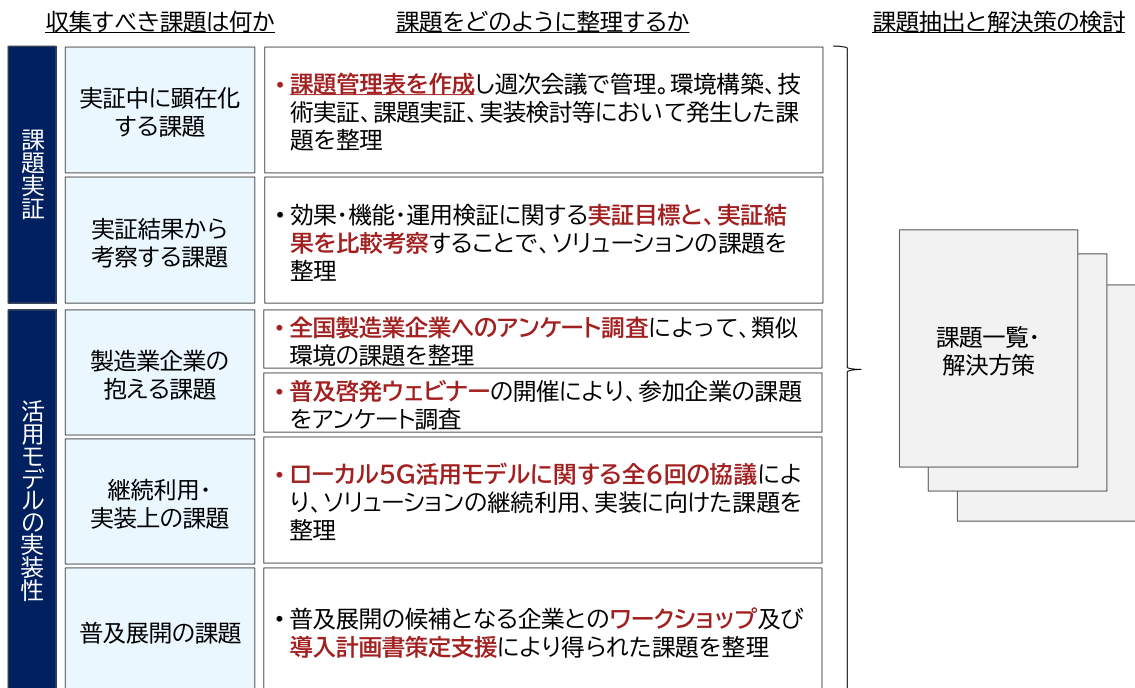 収集すべき課題は何か
課題をどのように整理するか
課題抽出と解決策の検討
課題実証
実証中に顕在化
する課題
•課題管理表を作成し週次会議で管理。環境構築、技
術実証、課題実証、実装検討等において発生した課
題を整理
実証結果から
考察する課題
•効果・機能・運用検証に関する実証目標と、実証結
果を比較考察することで、ソリューションの課題を
整理
活用モデルの実装性
製造業企業の
抱える課題
•全国製造業企業へのアンケート調査によって、類似
環境の課題を整理
•普及啓発ウェビナーの開催により、参加企業の課題
をアンケート調査
継続利用・
実装上の課題
•ローカル5G活用モデルに関する全6回の協議によ
り、ソリューションの継続利用、実装に向けた課題を
整理
普及展開の課題
•普及展開の候補となる企業とのワークショップ及び
導入計画書策定支援により得られた課題を整理
課題一覧・
解決方策